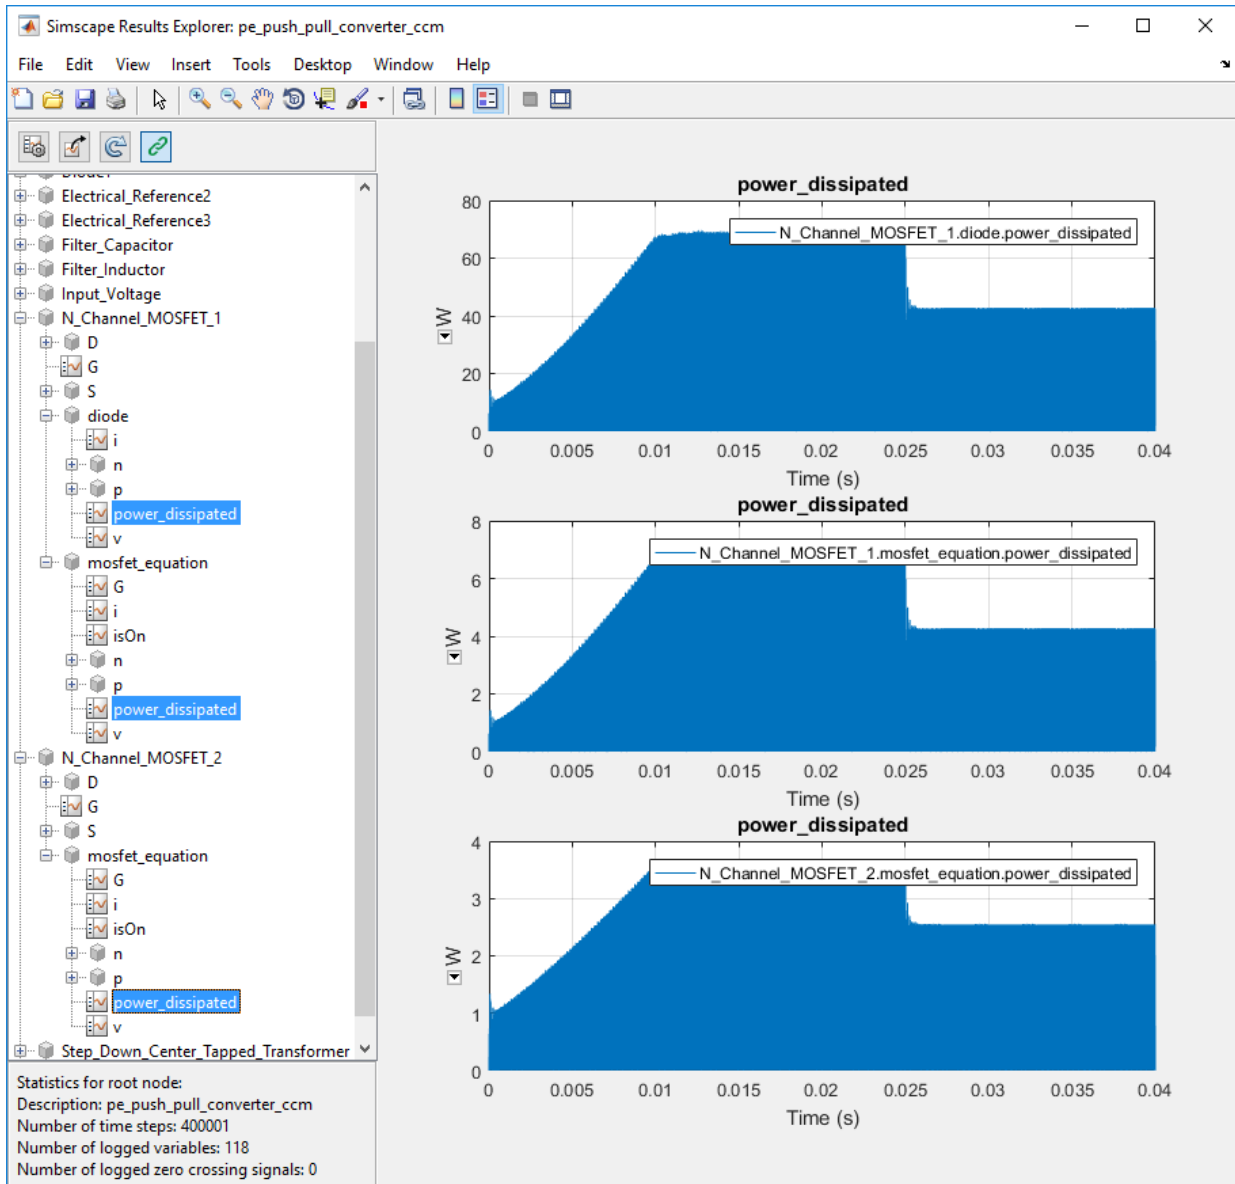 Simscape Results Explorer: pe_push_pull_converter_ccm
File Edit View Insert Tools Desktop Window Help
Diode1
Electrical_Reference2
Electrical_Reference3
Filter_Capacitor
Filter_Inductor
Input_Voltage
N_Channel_MOSFET_1
D
G
S
diode
i
n
p
power_dissipated
v
mosfet_equation
G
i
isOn
n
p
power_dissipated
v
N_Channel_MOSFET_2
D
G
S
mosfet_equation
G
i
isOn
n
p
power_dissipated
v
Step_Down_Center_Tapped_Transformer
Statistics for root node:
Description: pe_push_pull_converter_ccm
Number of time steps: 400001
Number of logged variables: 118
Number of logged zero crossing signals: 0
power_dissipated
80
60
40
20
0
W
N_Channel_MOSFET_1.diode.power_dissipated
0 0.005 0.01 0.015 0.02 0.025 0.03 0.035 0.04
Time (s)
power_dissipated
8
6
4
2
0
W
N_Channel_MOSFET_1.mosfet_equation.power_dissipated
0 0.005 0.01 0.015 0.02 0.025 0.03 0.035 0.04
Time (s)
power_dissipated
4
3
2
1
0
W
N_Channel_MOSFET_2.mosfet_equation.power_dissipated
0 0.005 0.01 0.015 0.02 0.025 0.03 0.035 0.04
Time (s)